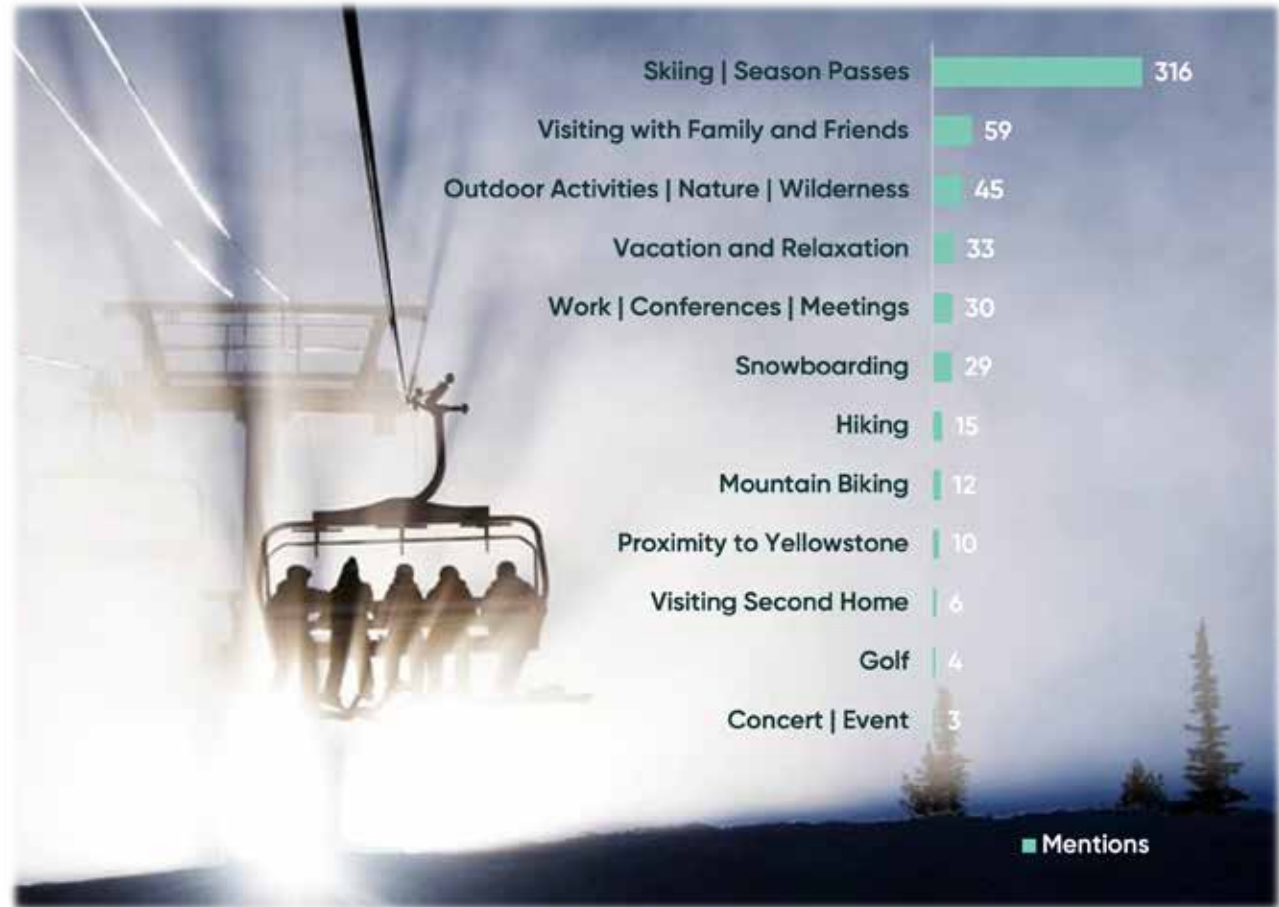 Skiing | Season Passes 316
Visiting with Family and Friends 59
Outdoor Activities | Nature | Wilderness 45
Vacation and Relaxation 33
Work | Conferences | Meetings 30
Snowboarding 29
Hiking 15
Mountain Biking 12
Proximity to Yellowstone 10
Visiting Second Home 6
Golf 4
Concert | Event 3
Mentions